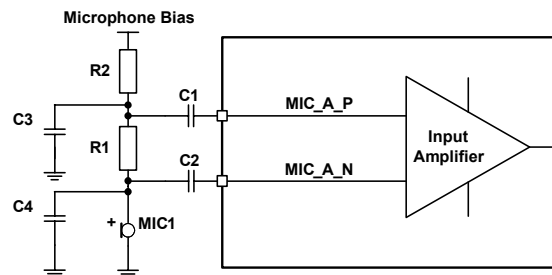 Microphone Bias
R2
C1
MIC_A_P
C3
R1
Input
Amplifier
C2
MIC_A_N
C4
+
MIC1